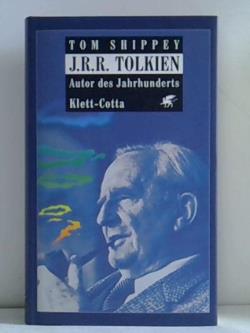 TOM SHIPPEY
J.R.R. TOLKIEN
Autor des Jahrhunderts
Klett-Cotta